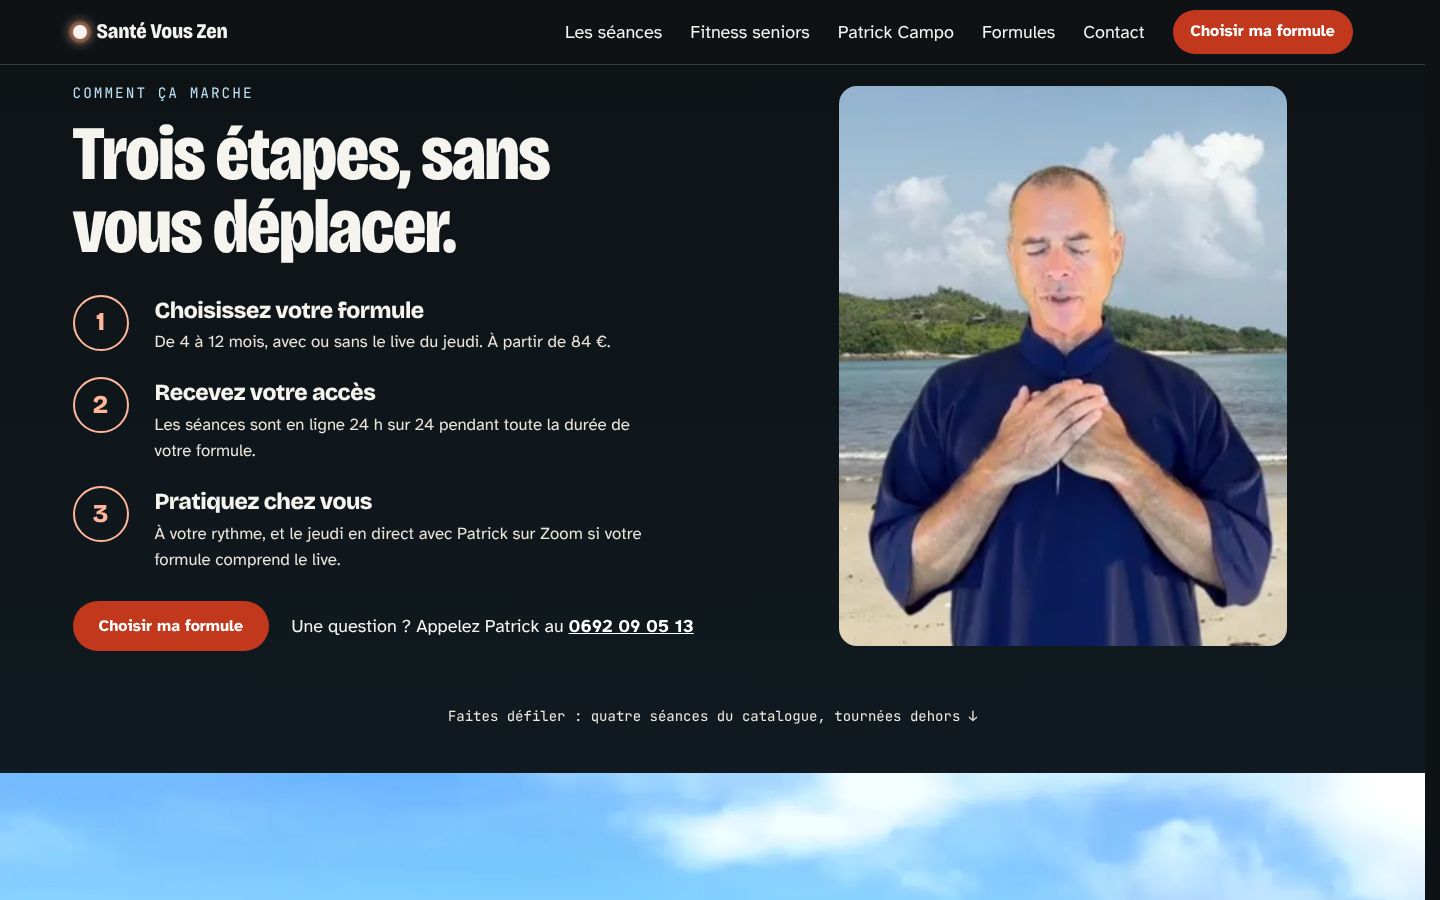 Santé Vous Zen
Les séances
Fitness seniors
Patrick Campo
Formules
Contact
Choisir ma formule
COMMENT ÇA MARCHE
Trois étapes, sans
vous déplacer.
1
Choisissez votre formule
De 4 à 12 mois, avec ou sans le live du jeudi. À partir de 84 €.
2
Recevez votre accès
Les séances sont en ligne 24 h sur 24 pendant toute la durée de
votre formule.
3
Pratiquez chez vous
À votre rythme, et le jeudi en direct avec Patrick sur Zoom si votre
formule comprend le live.
Choisir ma formule
Une question ? Appelez Patrick au 0692 09 05 13
Faites défiler : quatre séances du catalogue, tournées dehors ↓